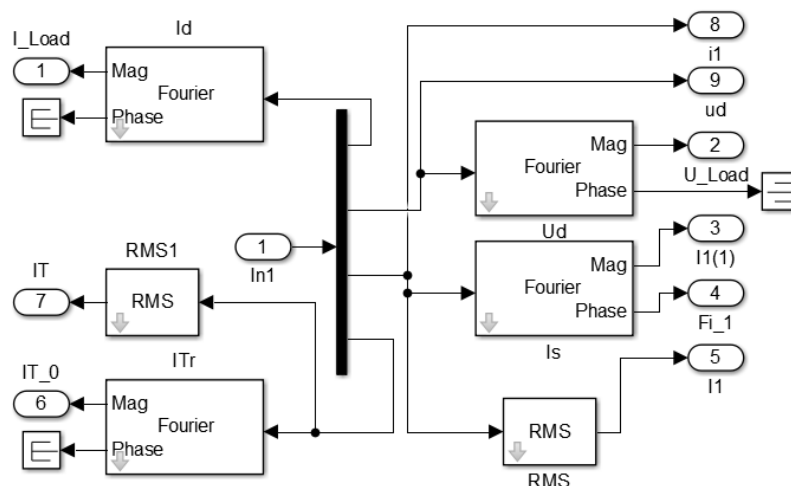 Id
I_Load
1
Mag
Fourier
Phase
8
i1
9
ud
Mag
Fourier
Phase
2
U_Load
Ud
1
In1
Mag
Fourier
Phase
3
I1(1)
4
Fi_1
Is
RMS1
IT
7
RMS
ITr
IT_0
6
Mag
Fourier
Phase
5
I1
RMS
RMS